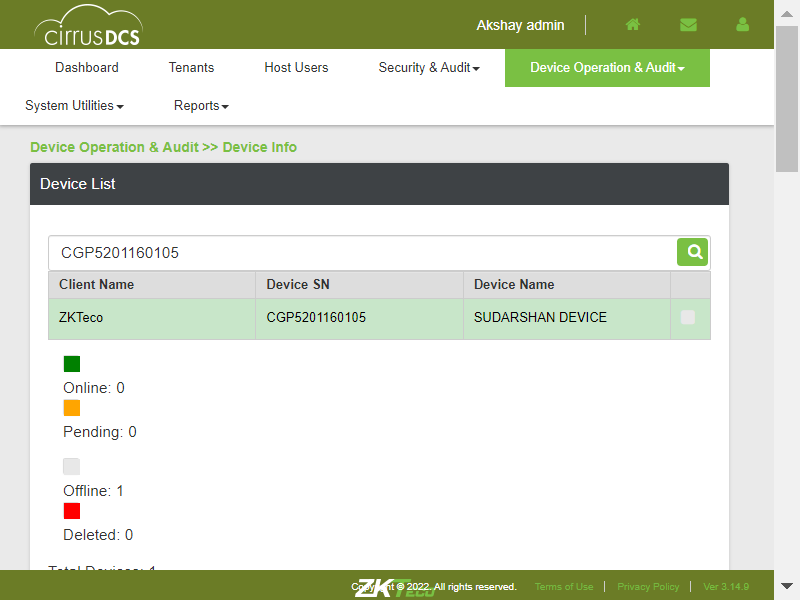 cirrusDCS
Akshay admin
Dashboard Tenants Host Users Security & Audit Device Operation & Audit
System Utilities Reports
Device Operation & Audit >> Device Info
Device List
CGP5201160105
Client Name Device SN Device Name
ZKTeco CGP5201160105 SUDARSHAN DEVICE
Online: 0
Pending: 0
Offline: 1
Deleted: 0
Total Devices: 1
ZKTeco
Copyright © 2022. All rights reserved. Terms of Use Privacy Policy Ver 3.14.9